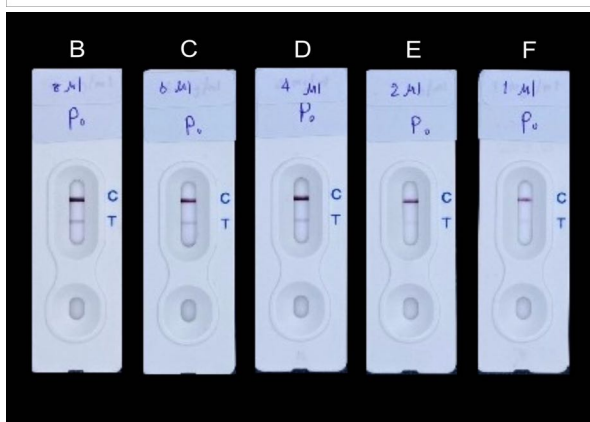 B C D E F
8 µl 6 µl 4 µl 2 µl 1 µl
P₀ P₀ P₀ P₀ P₀
C C C C C
T T T T T